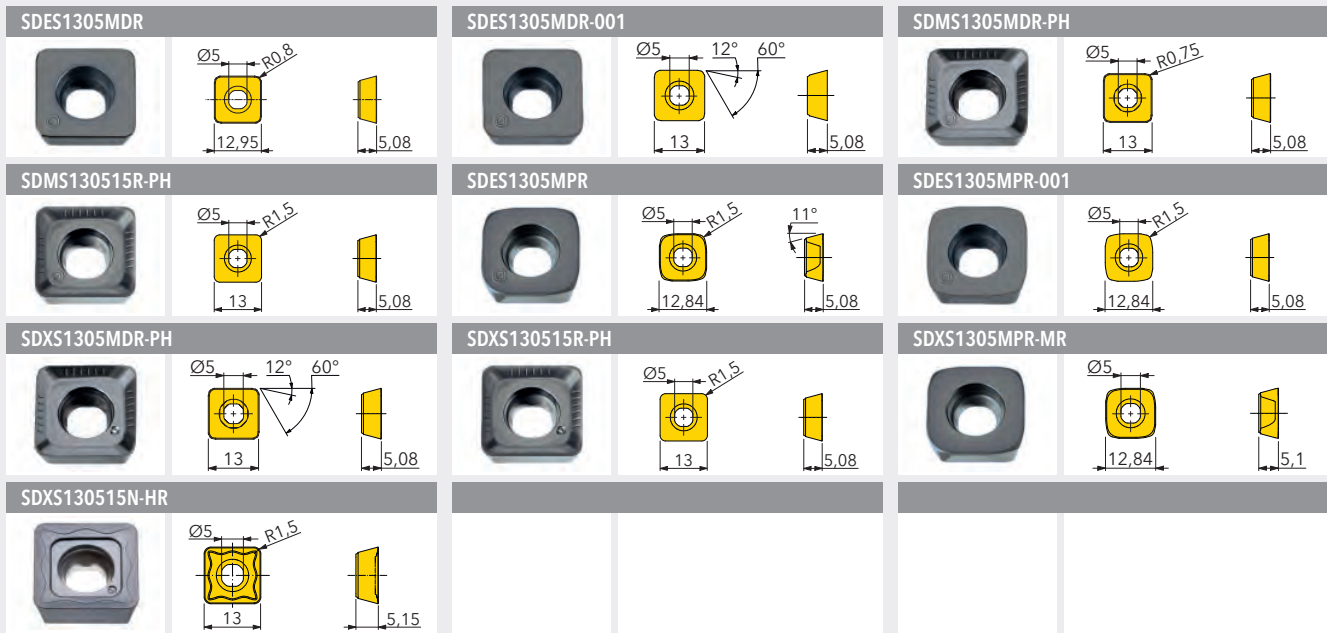 SDES1305MDR
Ø5
R0,8
12,95
5,08
SDES1305MDR-001
Ø5
12°
60°
13
5,08
SDMS1305MDR-PH
Ø5
R0,75
13
5,08
SDMS130515R-PH
Ø5
R1,5
13
5,08
SDES1305MPR
Ø5
R1,5
11°
12,84
5,08
SDES1305MPR-001
Ø5
R1,5
12,84
5,08
SDXS1305MDR-PH
Ø5
12°
60°
13
5,08
SDXS130515R-PH
Ø5
R1,5
13
5,08
SDXS1305MPR-MR
Ø5
12,84
5,1
SDXS130515N-HR
Ø5
R1,5
13
5,15